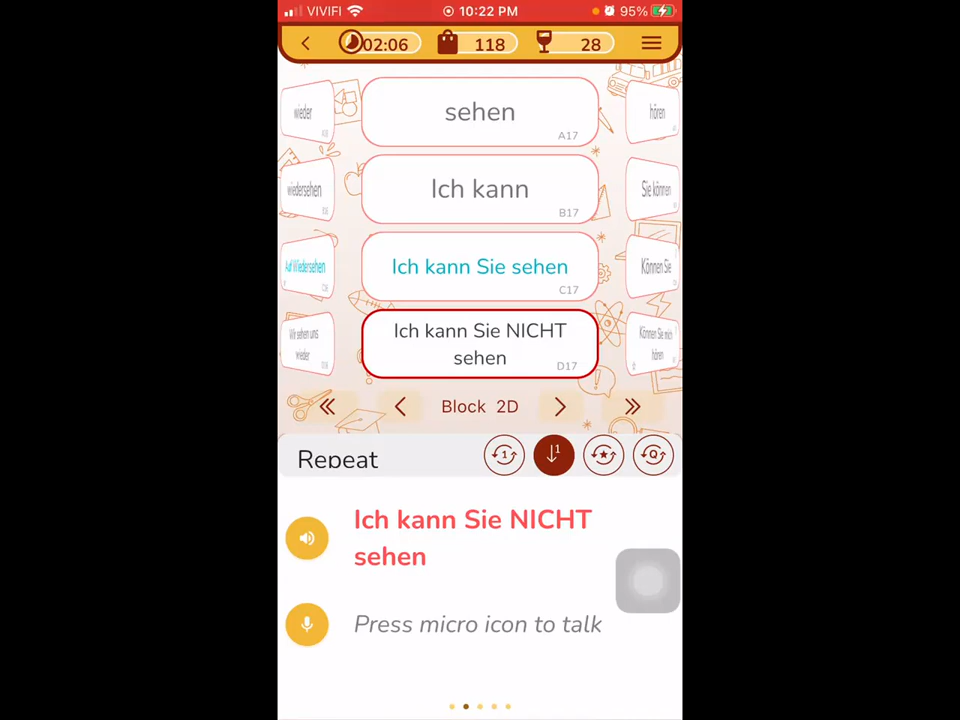 VIVIFI 10:22 PM 95%
02:06 118 28
wieder sehen hören
A17
wiedersehen Ich kann Sie können
B17
Auf Wiedersehen Ich kann Sie sehen Können Sie
C17
Wir sehen uns wieder Ich kann Sie NICHT Können Sie mich hören
sehen
D17
Block 2D
Repeat
1 1 Q
Ich kann Sie NICHT
sehen
Press micro icon to talk